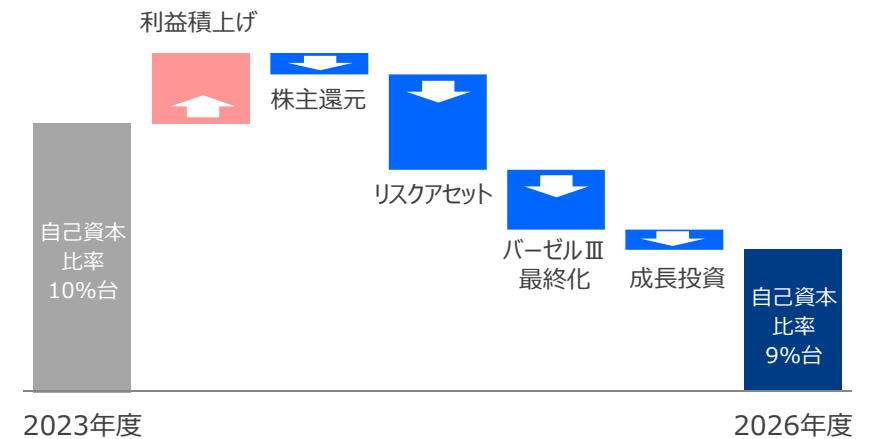 利益積上げ
株主還元
リスクアセット
バーゼルⅢ
最終化
成長投資
自己資本
比率
10%台
自己資本
比率
9%台
2023年度
2026年度